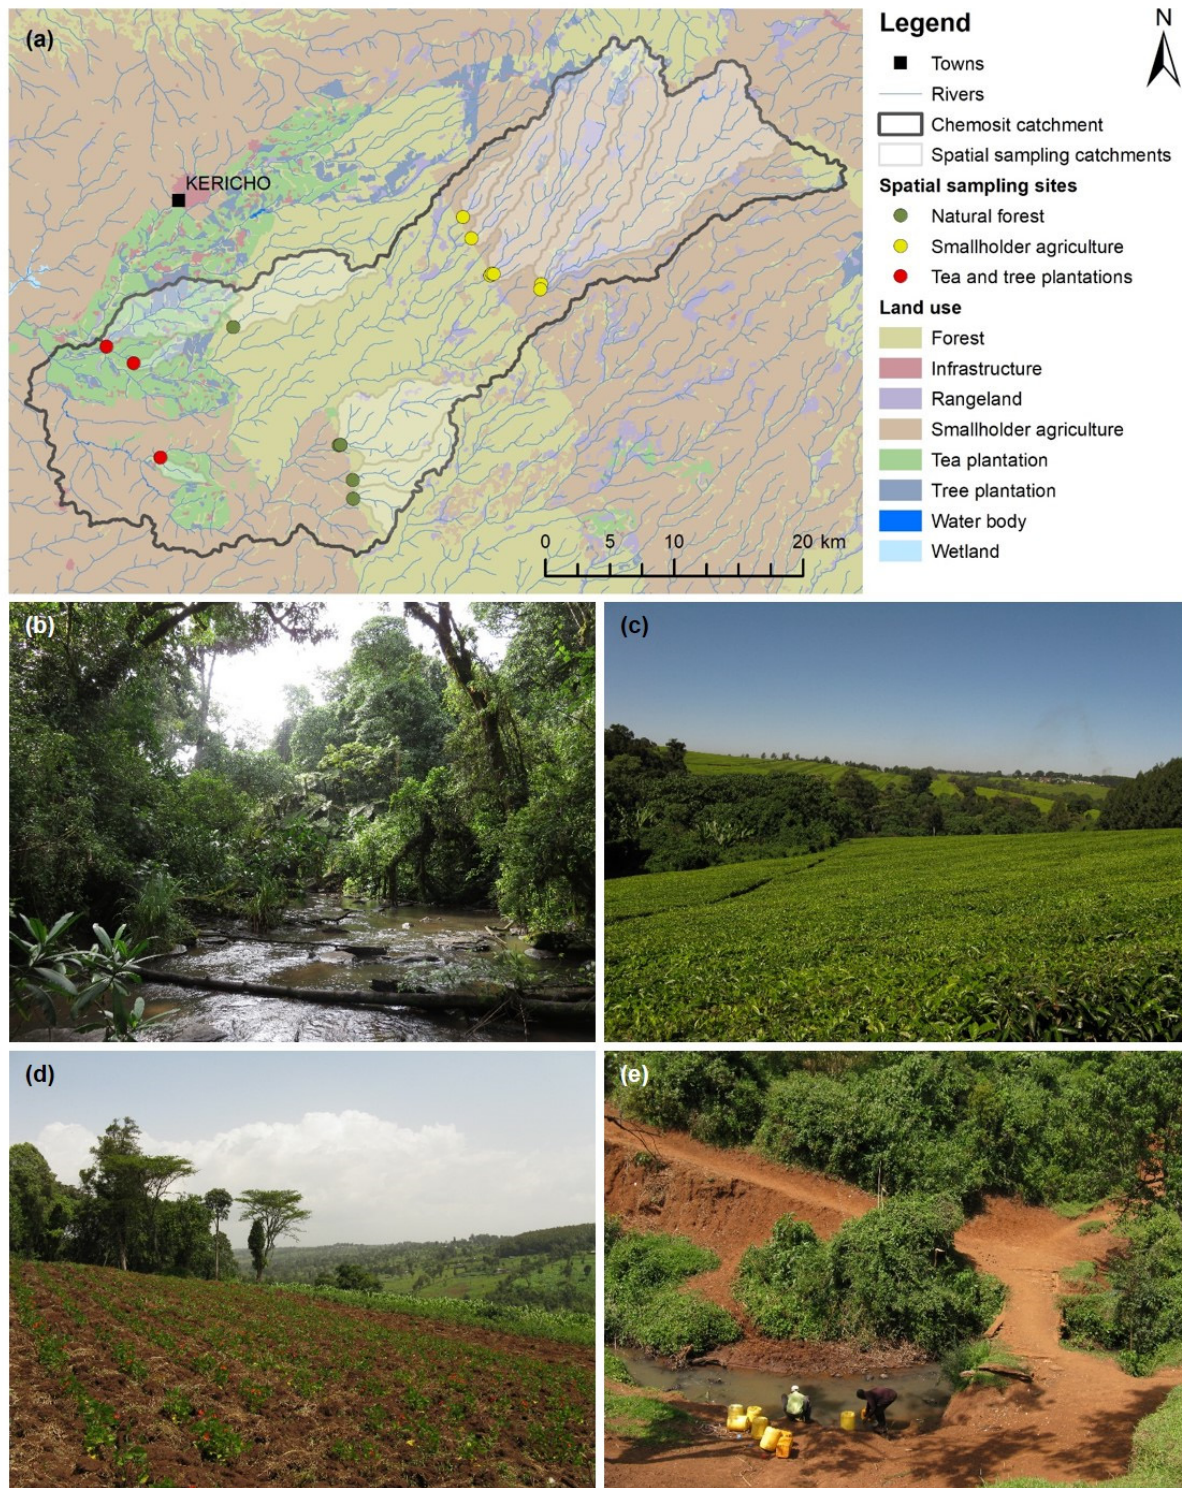 (a)
KERICHO
0 5 10 20 km
Legend
N
Towns
Rivers
Chemosit catchment
Spatial sampling catchments
Spatial sampling sites
Natural forest
Smallholder agriculture
Tea and tree plantations
Land use
Forest
Infrastructure
Rangeland
Smallholder agriculture
Tea plantation
Tree plantation
Water body
Wetland
(b)
(c)
(d)
(e)